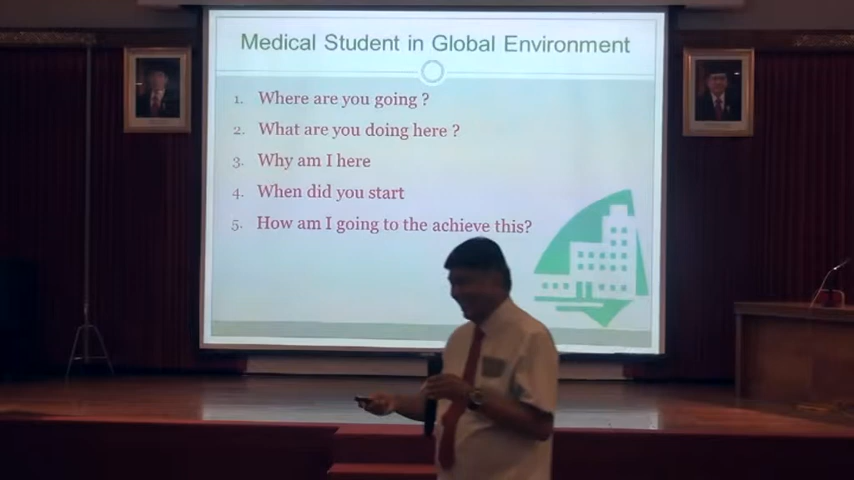 Medical Student in Global Environment
1. Where are you going ?
2. What are you doing here ?
3. Why am I here
4. When did you start
5. How am I going to the achieve this?